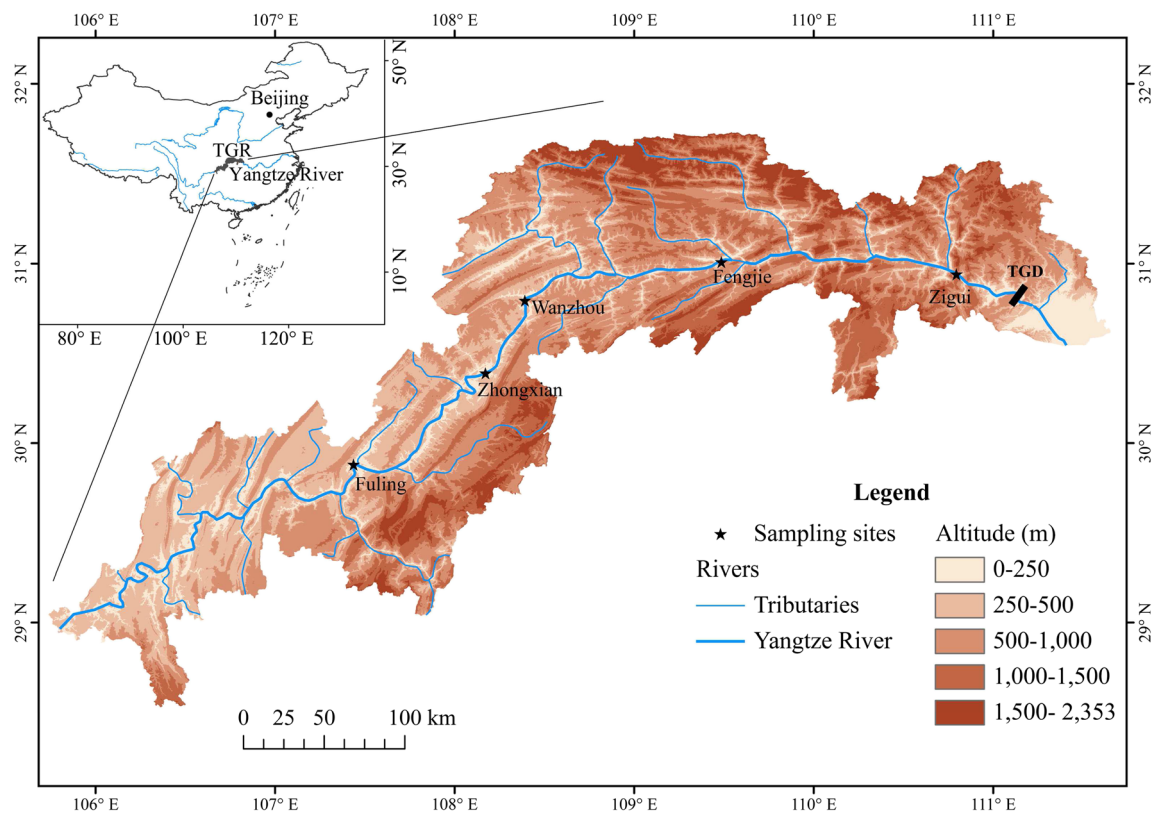 106° E 107° E 108° E 109° E 110° E 111° E
32° N
31° N
30° N
29° N
50° N
30° N
10° N
Beijing
TGR
Yangtze River
80° E 100° E 120° E
32° N
31° N
30° N
29° N
Fengjie
TGD
Zigui
Wanzhou
Zhongxian
Fuling
Legend
Sampling sites
Rivers
Tributaries
Yangtze River
Altitude (m)
0-250
250-500
500-1,000
1,000-1,500
1,500- 2,353
0 25 50 100 km
106° E 107° E 108° E 109° E 110° E 111° E